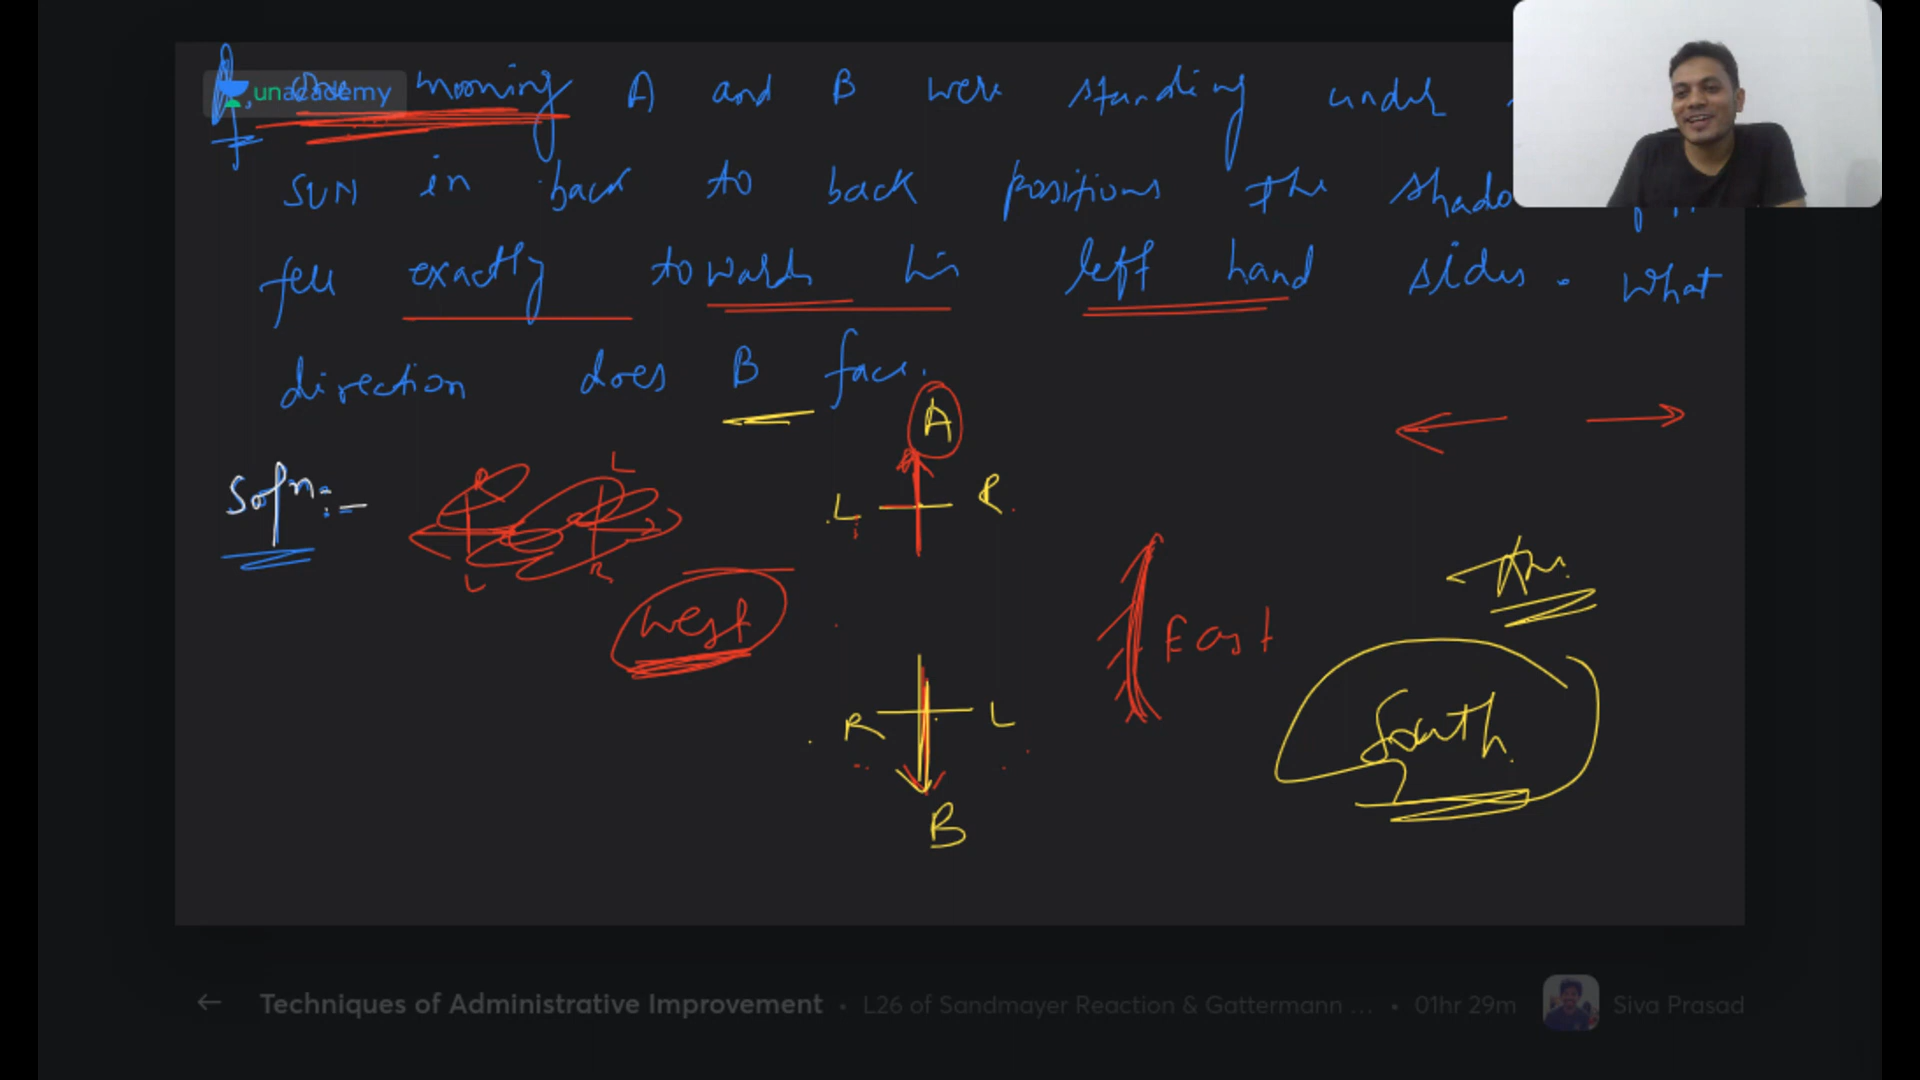 unacademy
One morning A and B were standing under
SUN in back to back positions the shado
fell exactly towards his left hand sides. What
direction does B face.
A
Soln:-
R L
L R
L R
West
East
Ans.
R L
South
B
← Techniques of Administrative Improvement • L26 of Sandmayer Reaction & Gattermann ... • 01hr 29m Siva Prasad